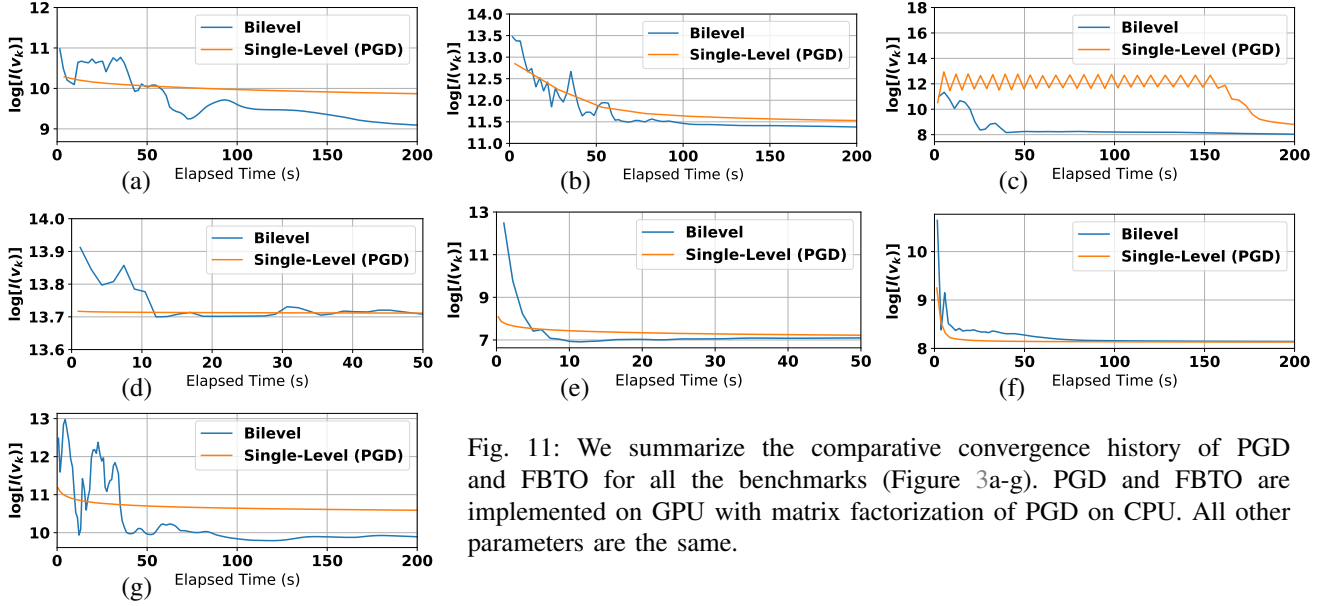 12
11
10
9
0
50
100
150
200
log[l(v_k)]
Elapsed Time (s)
Bilevel
Single-Level (PGD)
(a)
14.0
13.5
13.0
12.5
12.0
11.5
11.0
0
50
100
150
200
log[l(v_k)]
Elapsed Time (s)
Bilevel
Single-Level (PGD)
(b)
18
16
14
12
10
8
0
50
100
150
200
log[l(v_k)]
Elapsed Time (s)
Bilevel
Single-Level (PGD)
(c)
14.0
13.9
13.8
13.7
13.6
0
10
20
30
40
50
log[l(v_k)]
Elapsed Time (s)
Bilevel
Single-Level (PGD)
(d)
13
11
9
7
0
10
20
30
40
50
log[l(v_k)]
Elapsed Time (s)
Bilevel
Single-Level (PGD)
(e)
10
9
8
0
50
100
150
200
log[l(v_k)]
Elapsed Time (s)
Bilevel
Single-Level (PGD)
(f)
13
12
11
10
0
50
100
150
200
log[l(v_k)]
Elapsed Time (s)
Bilevel
Single-Level (PGD)
(g)
Fig. 11: We summarize the comparative convergence history of PGD
and FBTO for all the benchmarks (Figure 3a-g). PGD and FBTO are
implemented on GPU with matrix factorization of PGD on CPU. All other
parameters are the same.